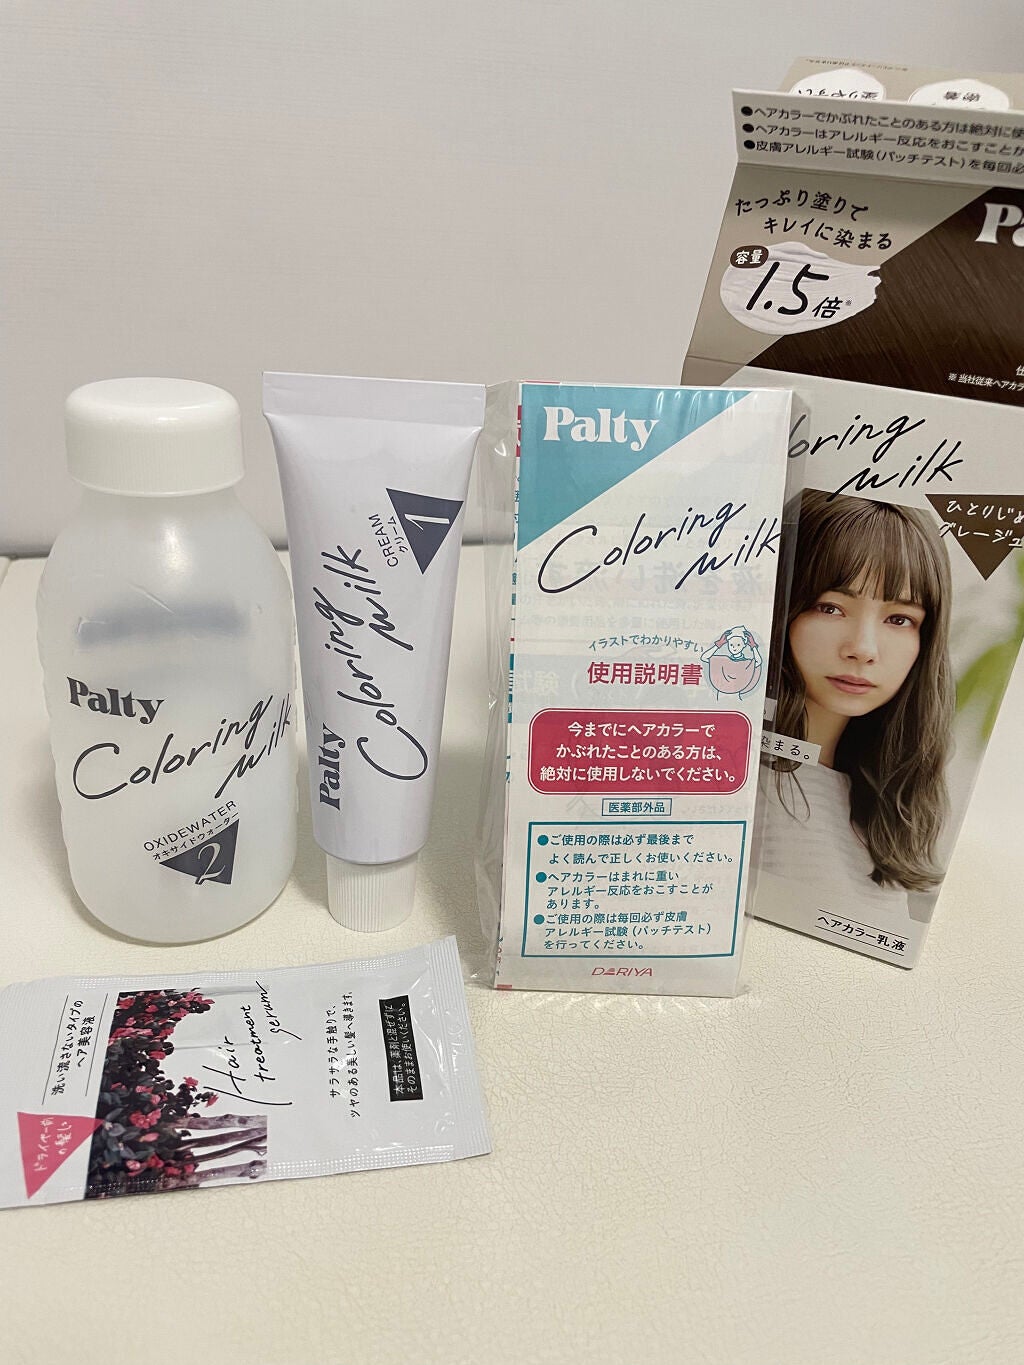 塗りやすい
密着
●ヘアカラーでかぶれたことのある方は絶対に使
●ヘアカラーはアレルギー反応をおこすことが
●皮膚アレルギー試験(パッチテスト)を毎回必
たっぷり塗りて
キレイに染まる
容量
1.5倍※
Pa
※当社従来ヘアカラ
Coloring
milk
ひとりじめ
グレージュ
染まる。
ヘアカラー乳液
Palty
Coloring
milk
OXIDEWATER
オキサイドウォーター
2
Palty
Coloring
milk
CREAM
クリーム
1
Palty
Coloring
milk
イラストでわかりやすい
使用説明書
今までにヘアカラーで
かぶれたことのある方は、
絶対に使用しないでください。
医薬部外品
●ご使用の際は必ず最後まで
よく読んで正しくお使いください。
●ヘアカラーはまれに重い
アレルギー反応をおこすことが
あります。
●ご使用の際は毎回必ず皮膚
アレルギー試験(パッチテスト)
を行ってください。
DARIYA
洗い流さないタイプの
ヘア美容液
ドライヤー前
の髪に
Hair
treatment
serum
サラサラな手触りで、
ツヤのある美しい髪へ導きます。
本品は、薬剤と混ぜずに
そのままお使いください。